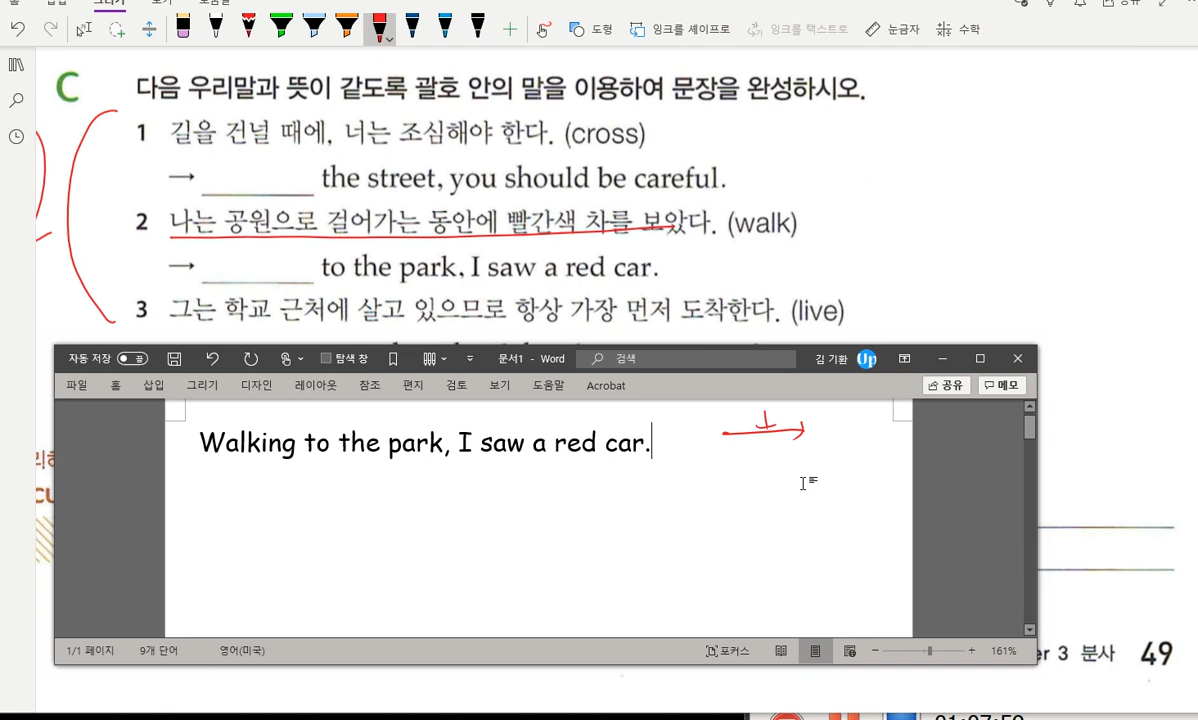 도형
잉크를 셰이프로
잉크를 텍스트로
눈금자
수학
C 다음 우리말과 뜻이 같도록 괄호 안의 말을 이용하여 문장을 완성하시오.
1 길을 건널 때에, 너는 조심해야 한다. (cross)
→ ________ the street, you should be careful.
2 나는 공원으로 걸어가는 동안에 빨간색 차를 보았다. (walk)
→ ________ to the park, I saw a red car.
3 그는 학교 근처에 살고 있으므로 항상 가장 먼저 도착한다. (live)
자동 저장 끔 탐색 창 문서1 - Word 검색 김 기환 Up
파일 홈 삽입 그리기 디자인 레이아웃 참조 편지 검토 보기 도움말 Acrobat 공유 메모
Walking to the park, I saw a red car.
1/1 페이지 9개 단어 영어(미국) 포커스 161%
er 3 분사 49